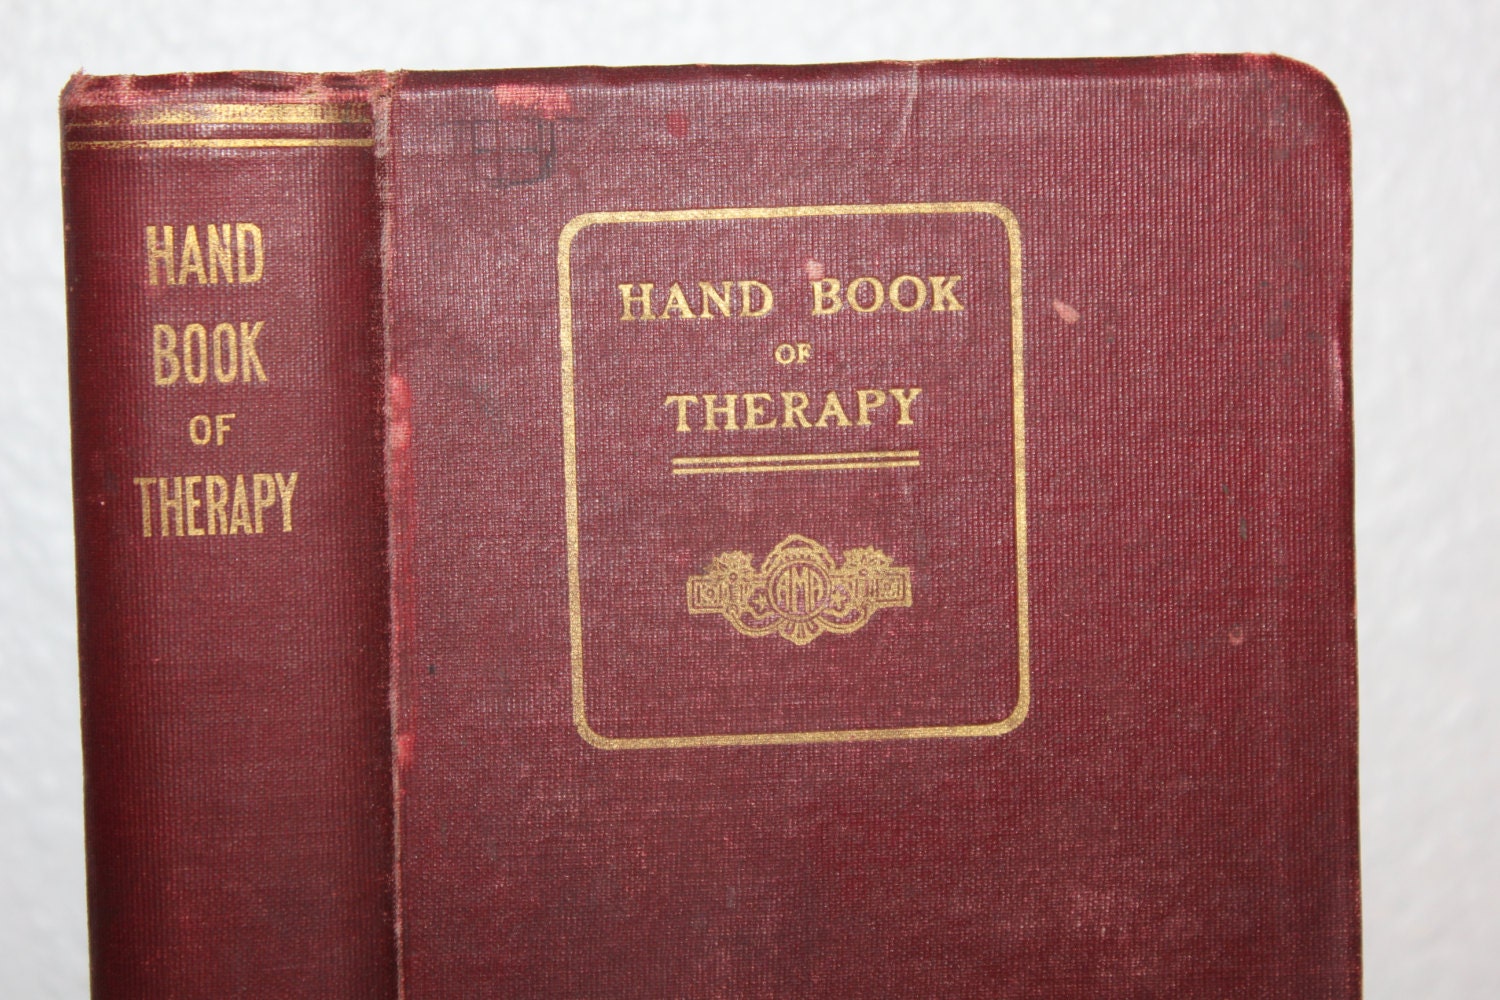 HAND
BOOK
OF
THERAPY
HAND BOOK
OF
THERAPY
AMA